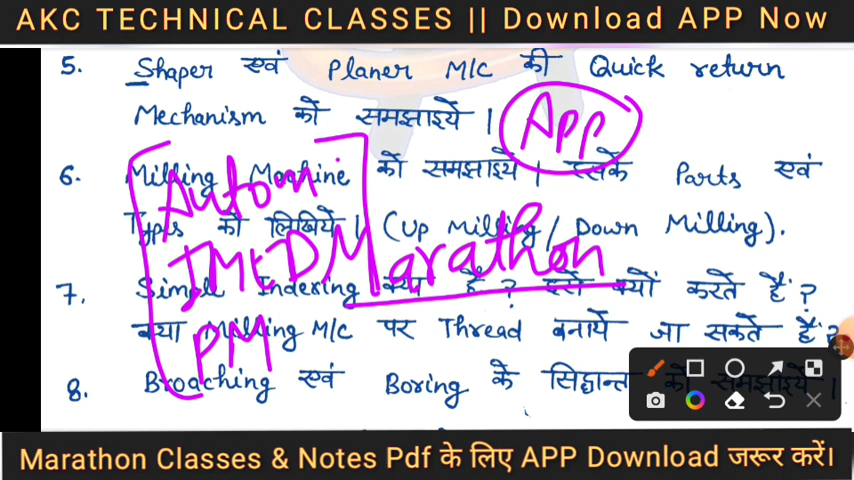 AKC TECHNICAL CLASSES || Download APP Now
5. Shaper एवं Planer M/C की Quick return
Mechanism को समझाइये |
App
6. Milling Machine को समझाइये | इसके Parts एवं
Types को लिखिये | (Up Milling / Down Milling).
Autom
IMED Marathon
PM
7. Simple Indexing क्या है ? इसे क्यों करते हैं ?
क्या Milling M/C पर Thread बनाये जा सकते हैं ?
8. Broaching एवं Boring के सिद्धान्त को समझाइये |
Marathon Classes & Notes Pdf के लिए APP Download जरूर करें।